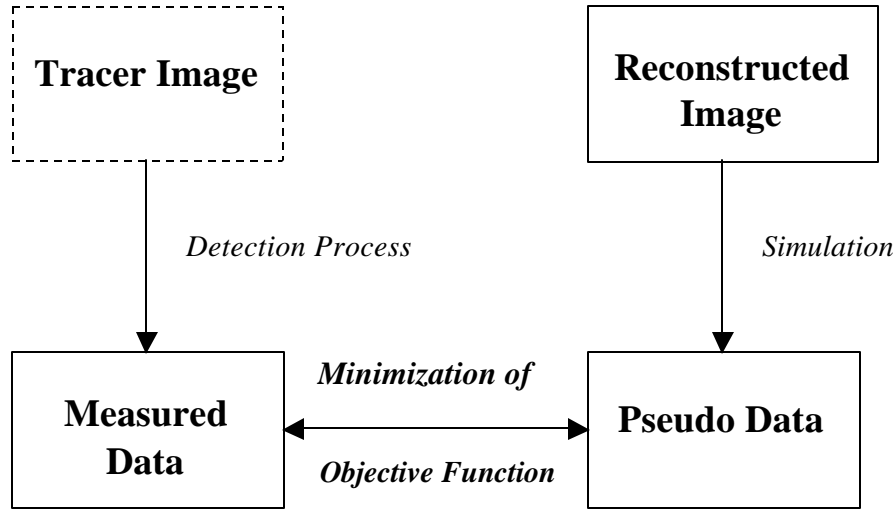 Tracer Image
Reconstructed
Image
Detection Process
Simulation
Measured
Data
Minimization of
Objective Function
Pseudo Data